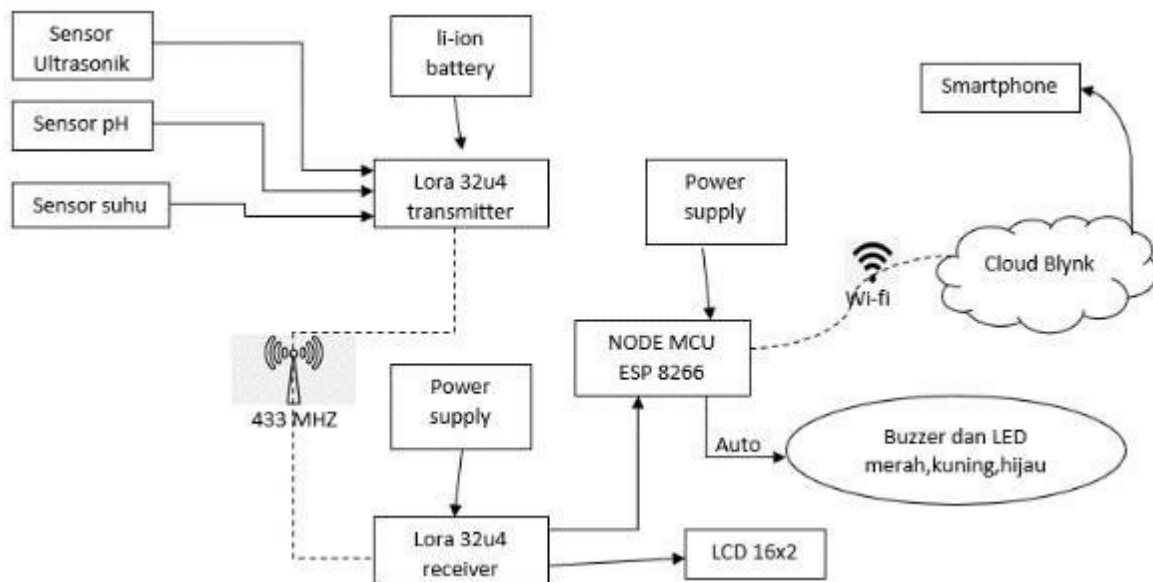 Sensor
Ultrasonik
li-ion
battery
Smartphone
Sensor pH
Lora 32u4
transmitter
Power
supply
Sensor suhu
Cloud Blynk
Wi-fi
NODE MCU
ESP 8266
433 MHZ
Power
supply
Auto
Buzzer dan LED
merah,kuning,hijau
Lora 32u4
receiver
LCD 16x2